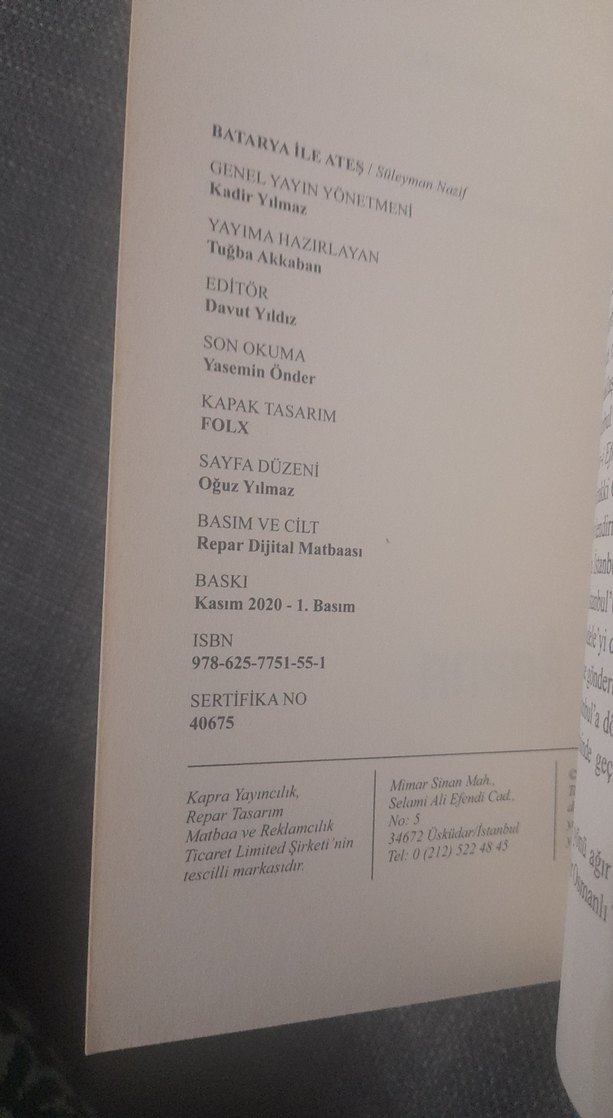 BATARYA İLE ATEŞ / Süleyman Nazif
GENEL YAYIN YÖNETMENİ
Kadir Yılmaz
YAYIMA HAZIRLAYAN
Tuğba Akkaban
EDİTÖR
Davut Yıldız
SON OKUMA
Yasemin Önder
KAPAK TASARIM
FOLX
SAYFA DÜZENİ
Oğuz Yılmaz
BASIM VE CİLT
Repar Dijital Matbaası
BASKI
Kasım 2020 - 1. Basım
ISBN
978-625-7751-55-1
SERTİFİKA NO
40675
Kapra Yayıncılık,
Repar Tasarım
Matbaa ve Reklamcılık
Ticaret Limited Şirketi'nin
tescilli markasıdır.
Mimar Sinan Mah.,
Selami Ali Efendi Cad.,
No: 5
34672 Üsküdar/İstanbul
Tel: 0 (212) 522 48 45
ağır
Osmanlı